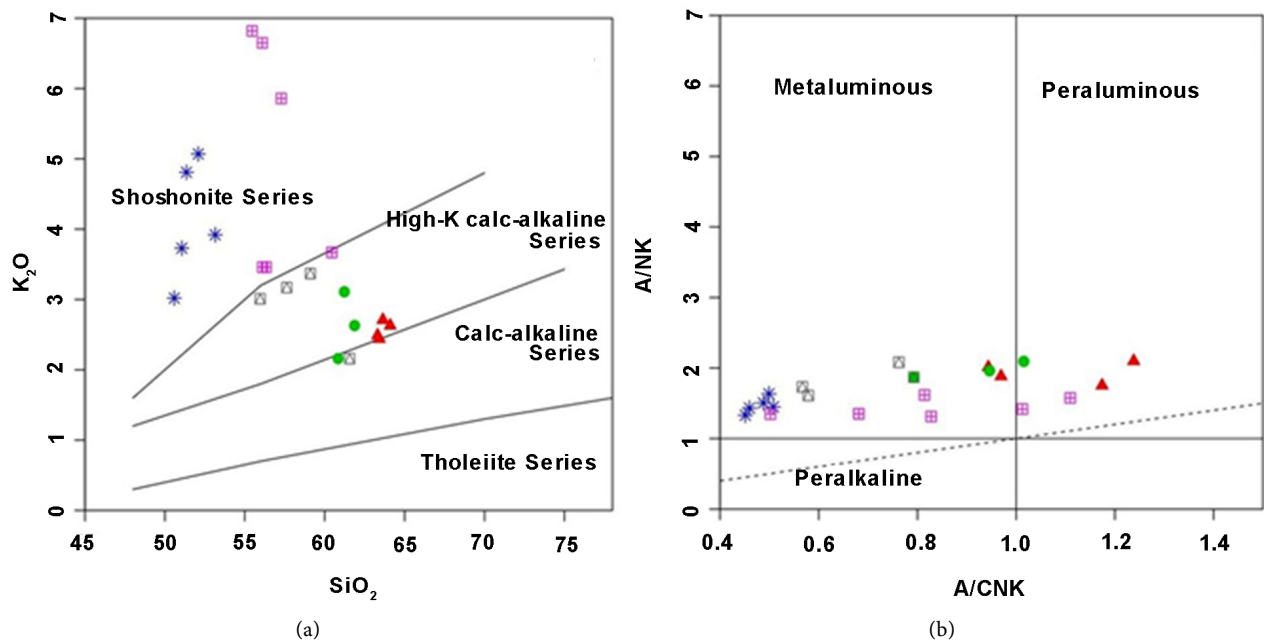 7
6
5
4
3
2
1
0
K2O
Shoshonite Series
High-K calc-alkaline
Series
Calc-alkaline
Series
Tholeiite Series
45 50 55 60 65 70 75
SiO2
(a)
7
6
5
4
3
2
1
0
A/NK
Metaluminous
Peraluminous
Peralkaline
0.4 0.6 0.8 1.0 1.2 1.4
A/CNK
(b)